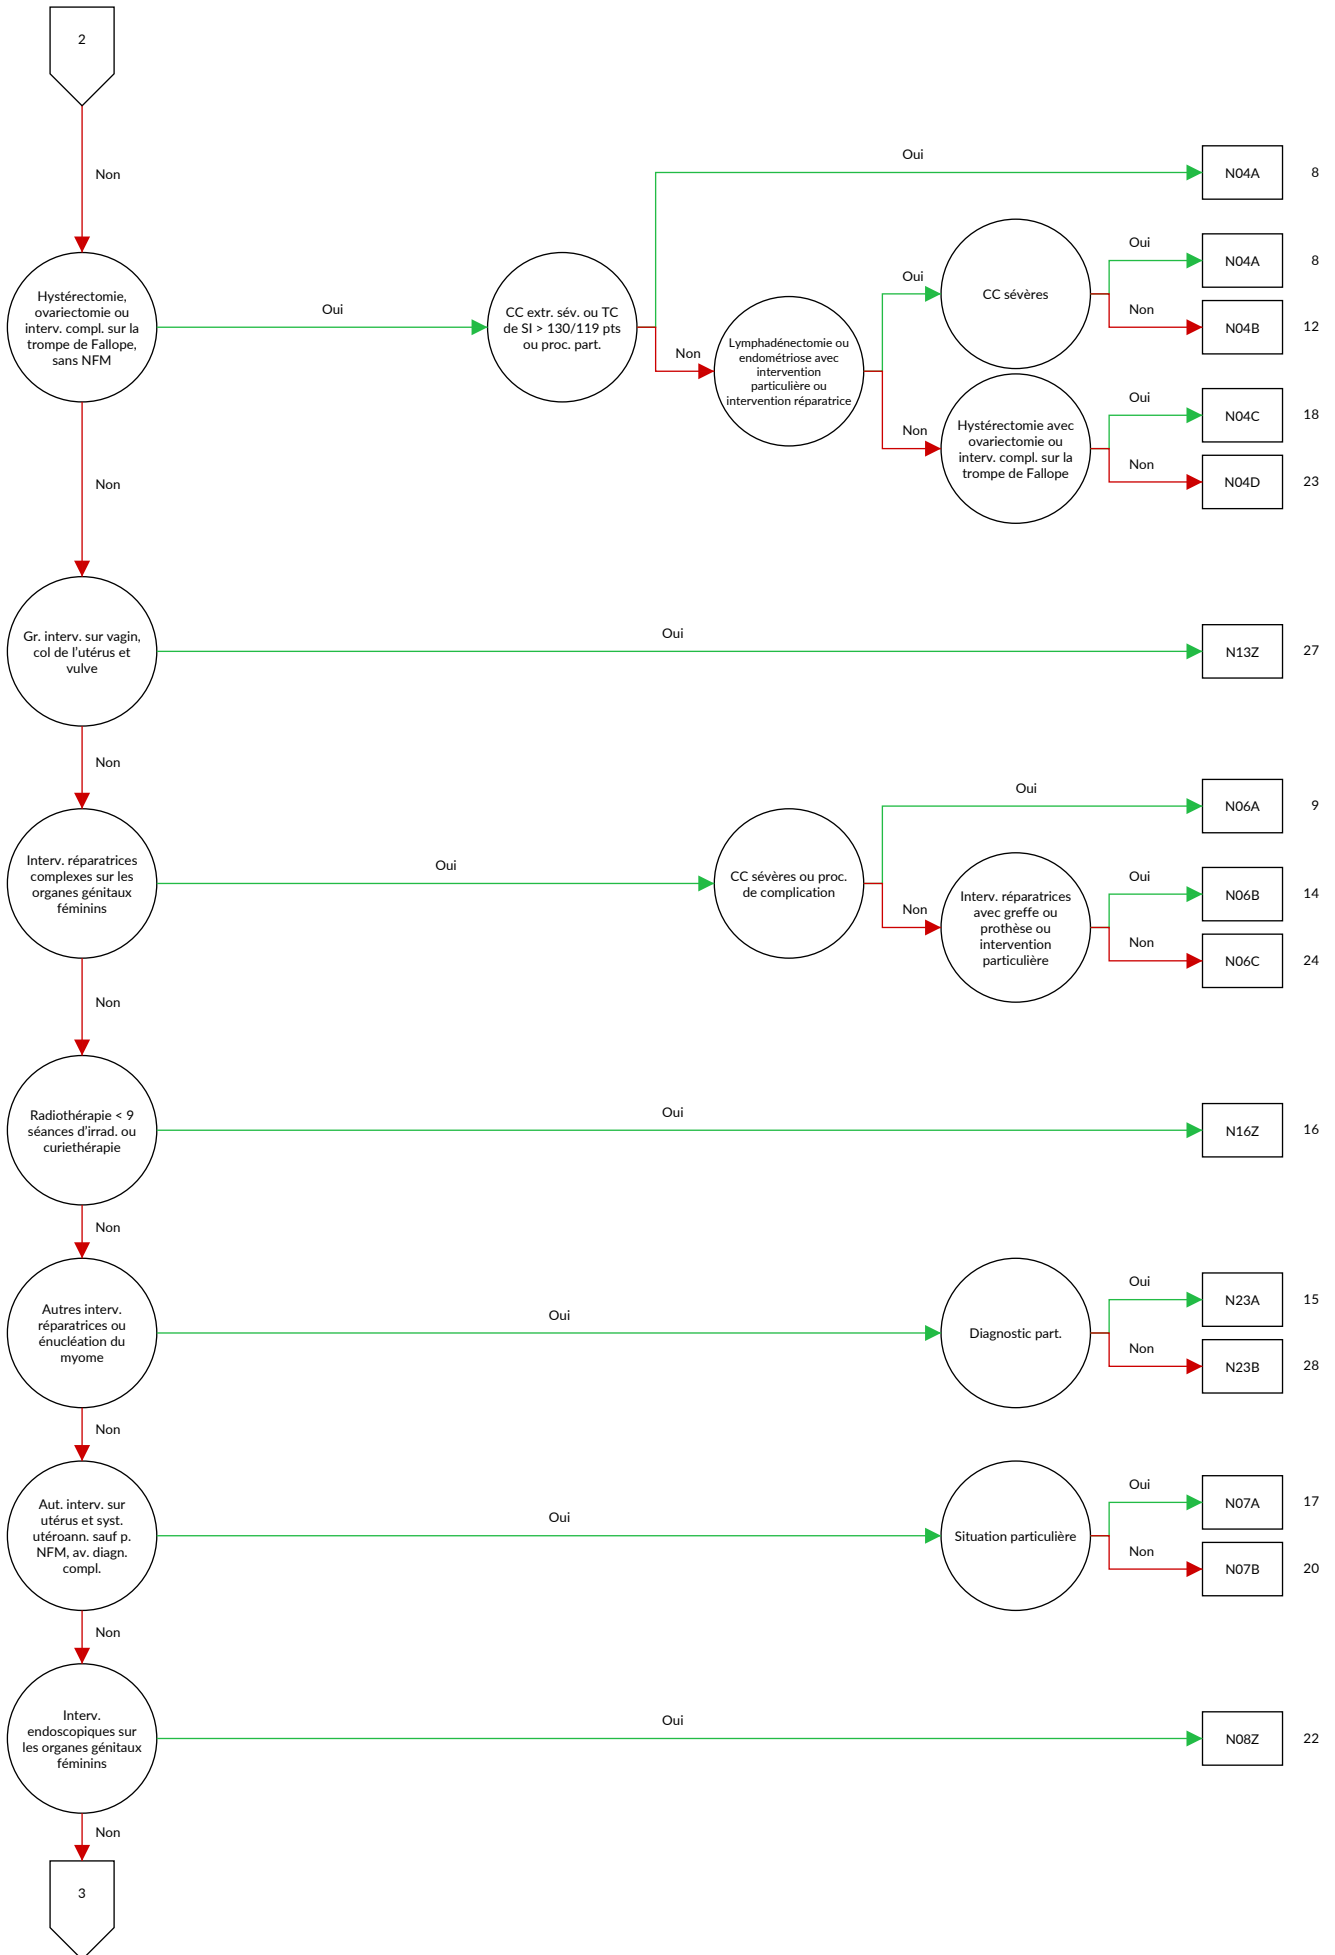 2
Non
Hystérectomie,
ovariectomie ou
interv. compl. sur la
trompe de Fallope,
sans NFM
Oui
CC extr. sév. ou TC
de SI > 130/119 pts
ou proc. part.
Oui
N04A
8
Non
Lymphadénectomie ou
endométriose avec
intervention
particulière ou
intervention réparatrice
Oui
CC sévères
Oui
N04A
8
Non
N04B
12
Non
Hystérectomie avec
ovariectomie ou
interv. compl. sur la
trompe de Fallope
Oui
N04C
18
Non
N04D
23
Non
Gr. interv. sur vagin,
col de l'utérus et
vulve
Oui
N13Z
27
Non
Interv. réparatrices
complexes sur les
organes génitaux
féminins
Oui
CC sévères ou proc.
de complication
Oui
N06A
9
Non
Interv. réparatrices
avec greffe ou
prothèse ou
intervention
particulière
Oui
N06B
14
Non
N06C
24
Non
Radiothérapie < 9
séances d'irrad. ou
curiethérapie
Oui
N16Z
16
Non
Autres interv.
réparatrices ou
énucléation du
myome
Oui
Diagnostic part.
Oui
N23A
15
Non
N23B
28
Non
Aut. interv. sur
utérus et syst.
utéroann. sauf p.
NFM, av. diagn.
compl.
Oui
Situation particulière
Oui
N07A
17
Non
N07B
20
Non
Interv.
endoscopiques sur
les organes génitaux
féminins
Oui
N08Z
22
Non
3